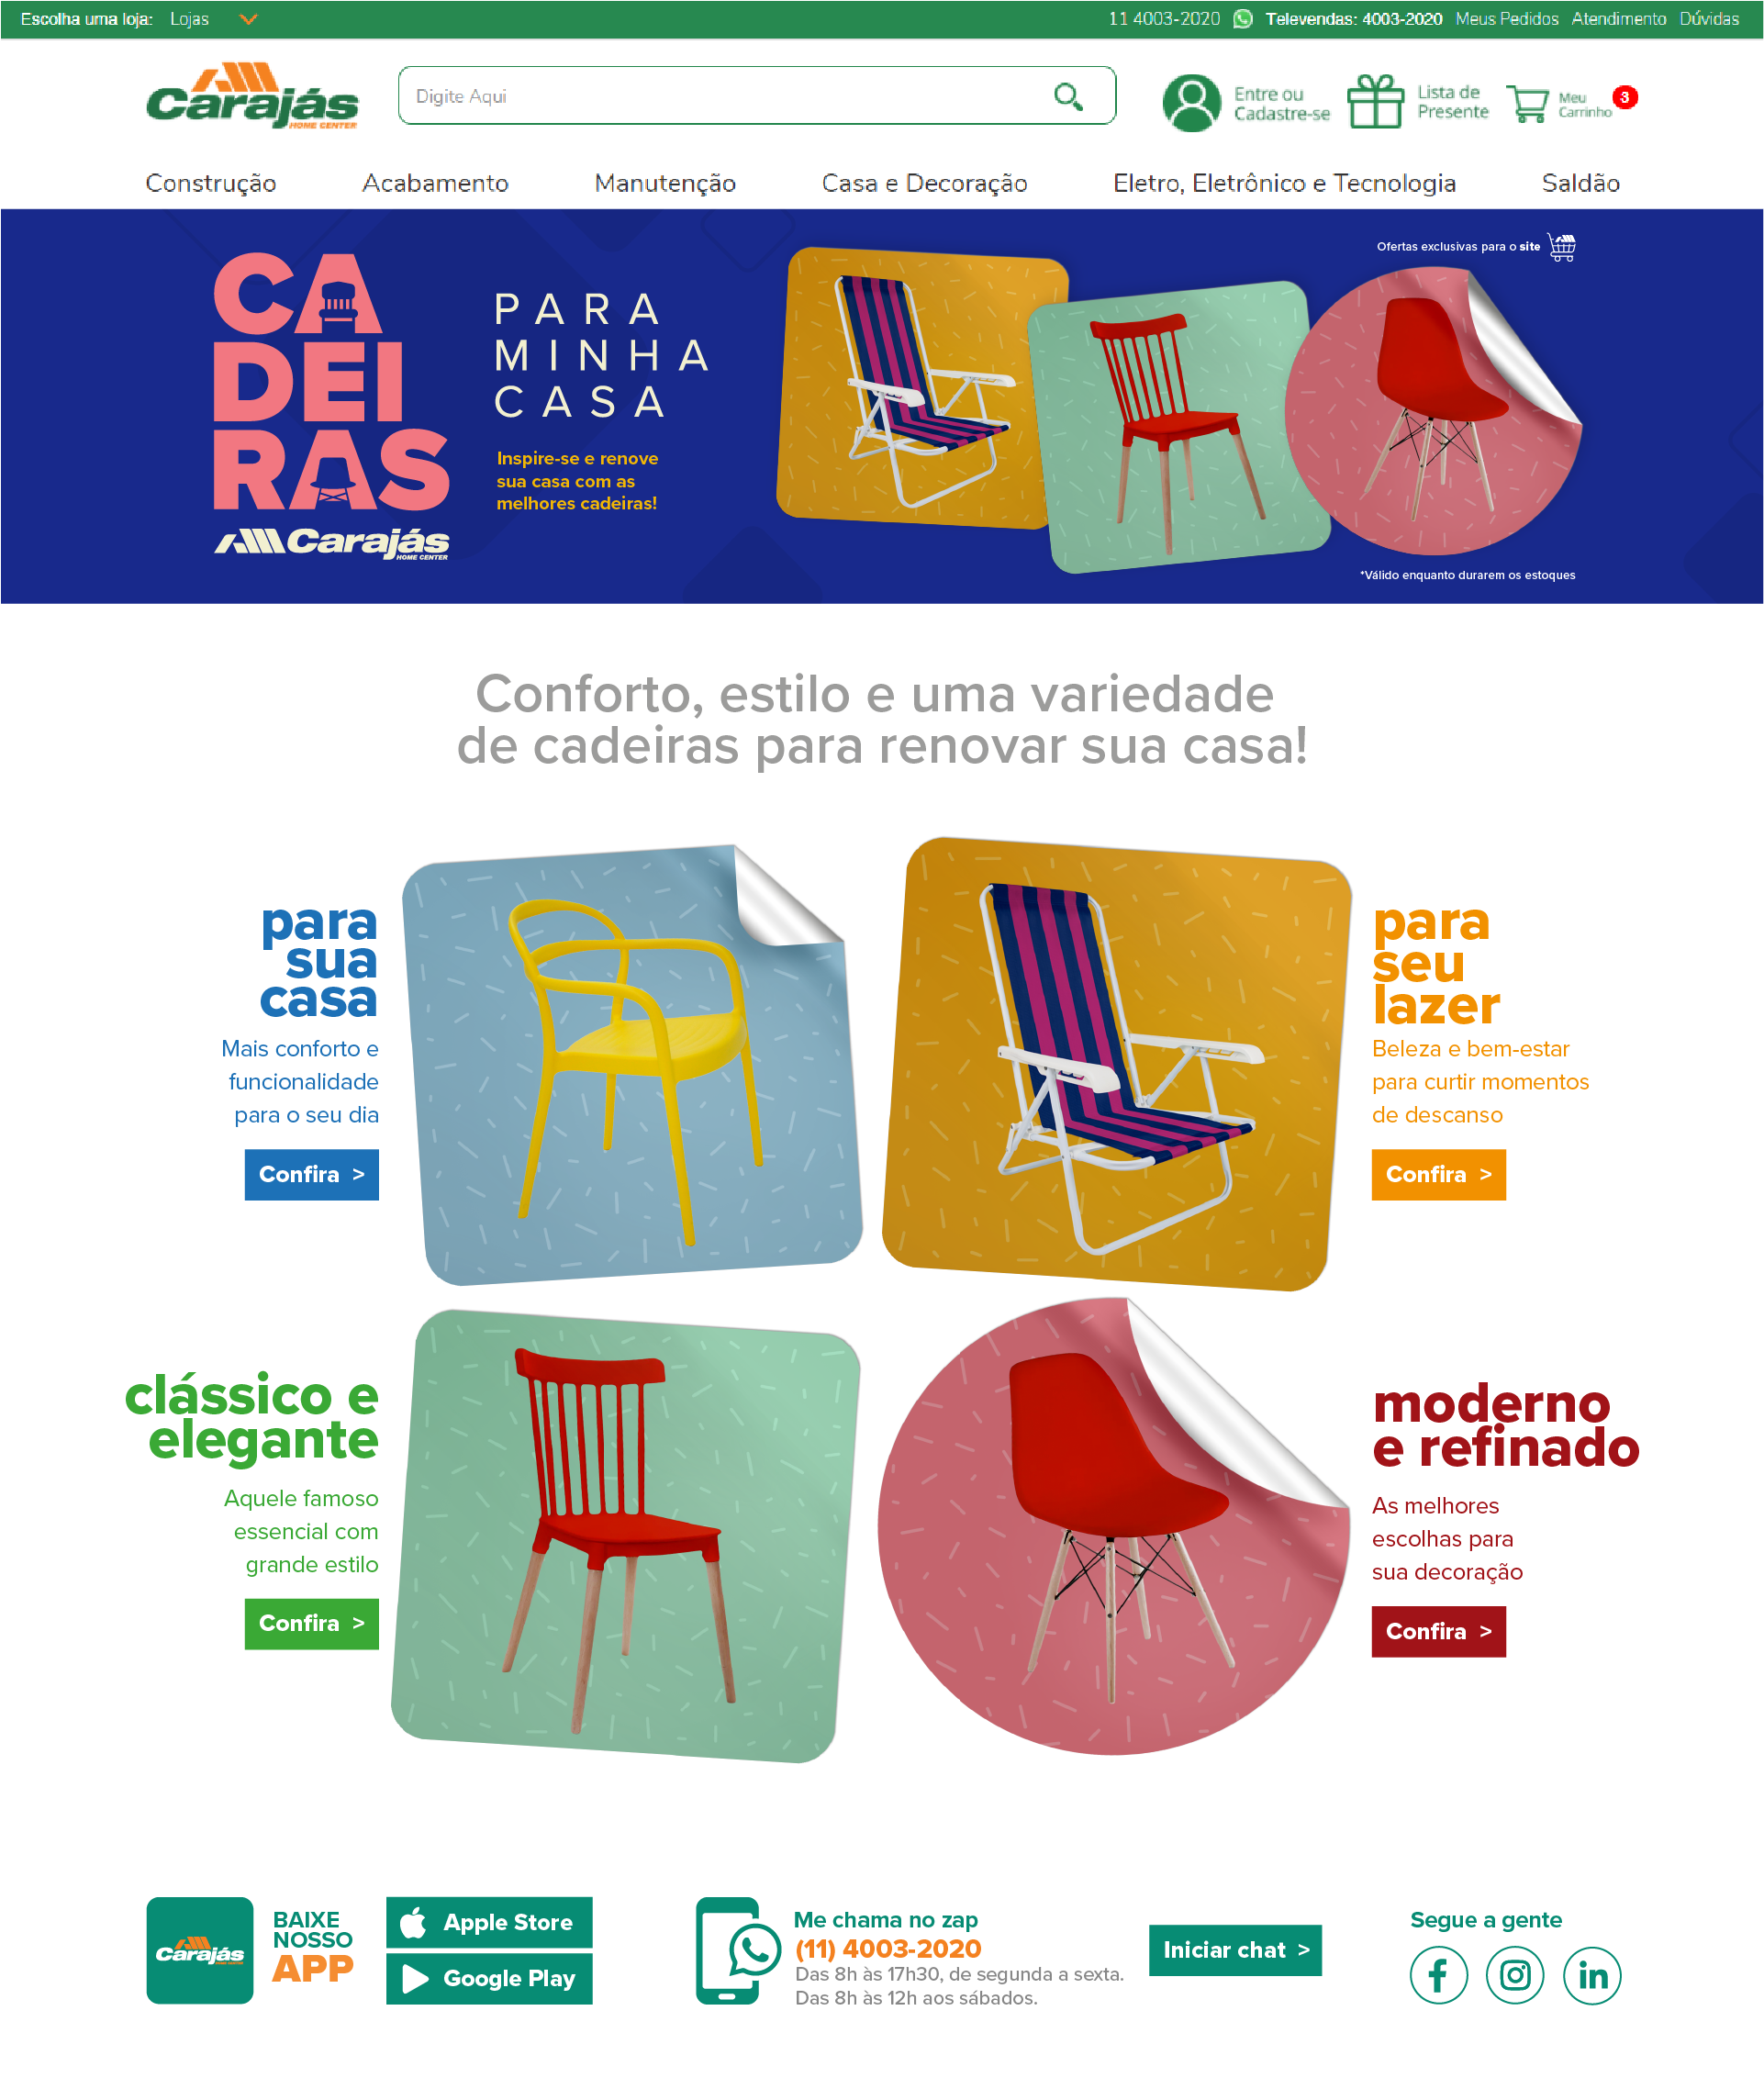 Escolha uma loja: Lojas
11 4003-2020 Televendas: 4003-2020 Meus Pedidos Atendimento Dúvidas
Carajás
HOME CENTER
Digite Aqui
Entre ou
Cadastre-se
Lista de
Presente
Meu
Carrinho
3
Construção Acabamento Manutenção Casa e Decoração Eletro, Eletrônico e Tecnologia Saldão
CA
DEI
RAS
Carajás
HOME CENTER
PARA
MINHA
CASA
Inspire-se e renove
sua casa com as
melhores cadeiras!
Ofertas exclusivas para o site
*Válido enquanto durarem os estoques
Conforto, estilo e uma variedade
de cadeiras para renovar sua casa!
para
sua
casa
Mais conforto e
funcionalidade
para o seu dia
Confira >
para
seu
lazer
Beleza e bem-estar
para curtir momentos
de descanso
Confira >
clássico e
elegante
Aquele famoso
essencial com
grande estilo
Confira >
moderno
e refinado
As melhores
escolhas para
sua decoração
Confira >
Carajás
HOME CENTER
BAIXE
NOSSO
APP
Apple Store
Google Play
Me chama no zap
(11) 4003-2020
Das 8h às 17h30, de segunda a sexta.
Das 8h às 12h aos sábados.
Iniciar chat >
Segue a gente